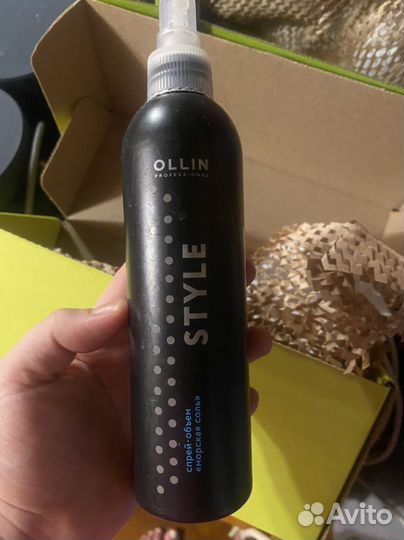 OLLIN
PROFESSIONAL
STYLE
спрей-объем
«морская соль»
Avito